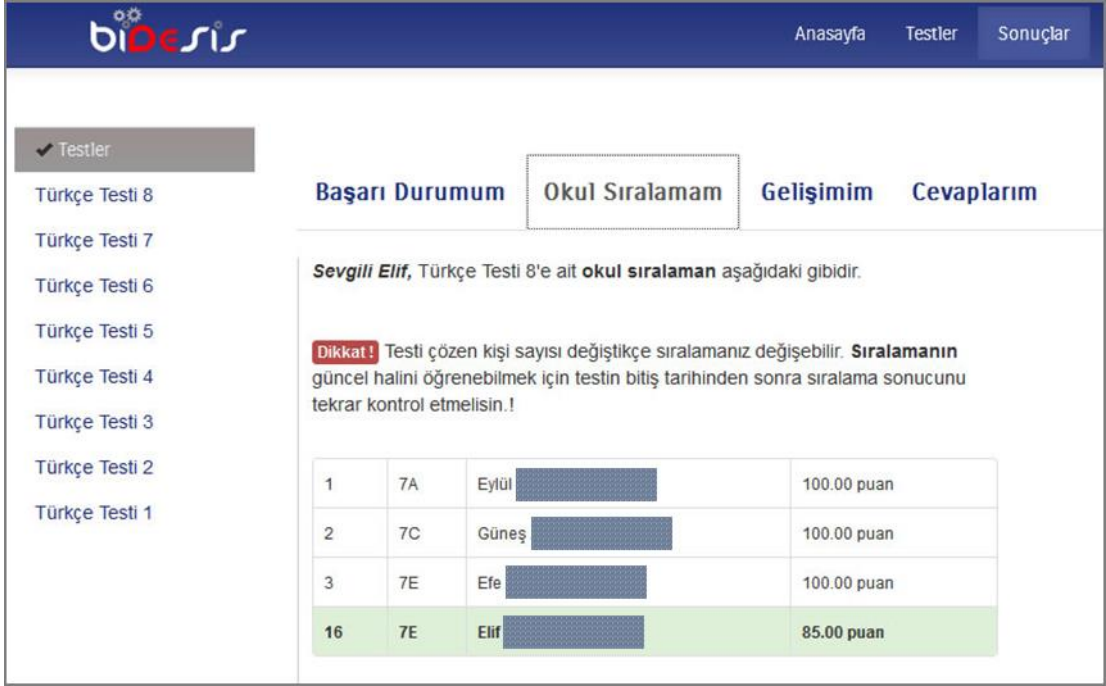 biDesis
Anasayfa Testler Sonuçlar
Testler
Türkçe Testi 8
Türkçe Testi 7
Türkçe Testi 6
Türkçe Testi 5
Türkçe Testi 4
Türkçe Testi 3
Türkçe Testi 2
Türkçe Testi 1
Başarı Durumum Okul Sıralamam Gelişimim Cevaplarım
Sevgili Elif, Türkçe Testi 8'e ait okul sıralaman aşağıdaki gibidir.
Dikkat! Testi çözen kişi sayısı değiştikçe sıralamanız değişebilir. Sıralamanın
güncel halini öğrenebilmek için testin bitiş tarihinden sonra sıralama sonucunu
tekrar kontrol etmelisin.!
1 7A Eylül 100.00 puan
2 7C Güneş 100.00 puan
3 7E Efe 100.00 puan
16 7E Elif 85.00 puan